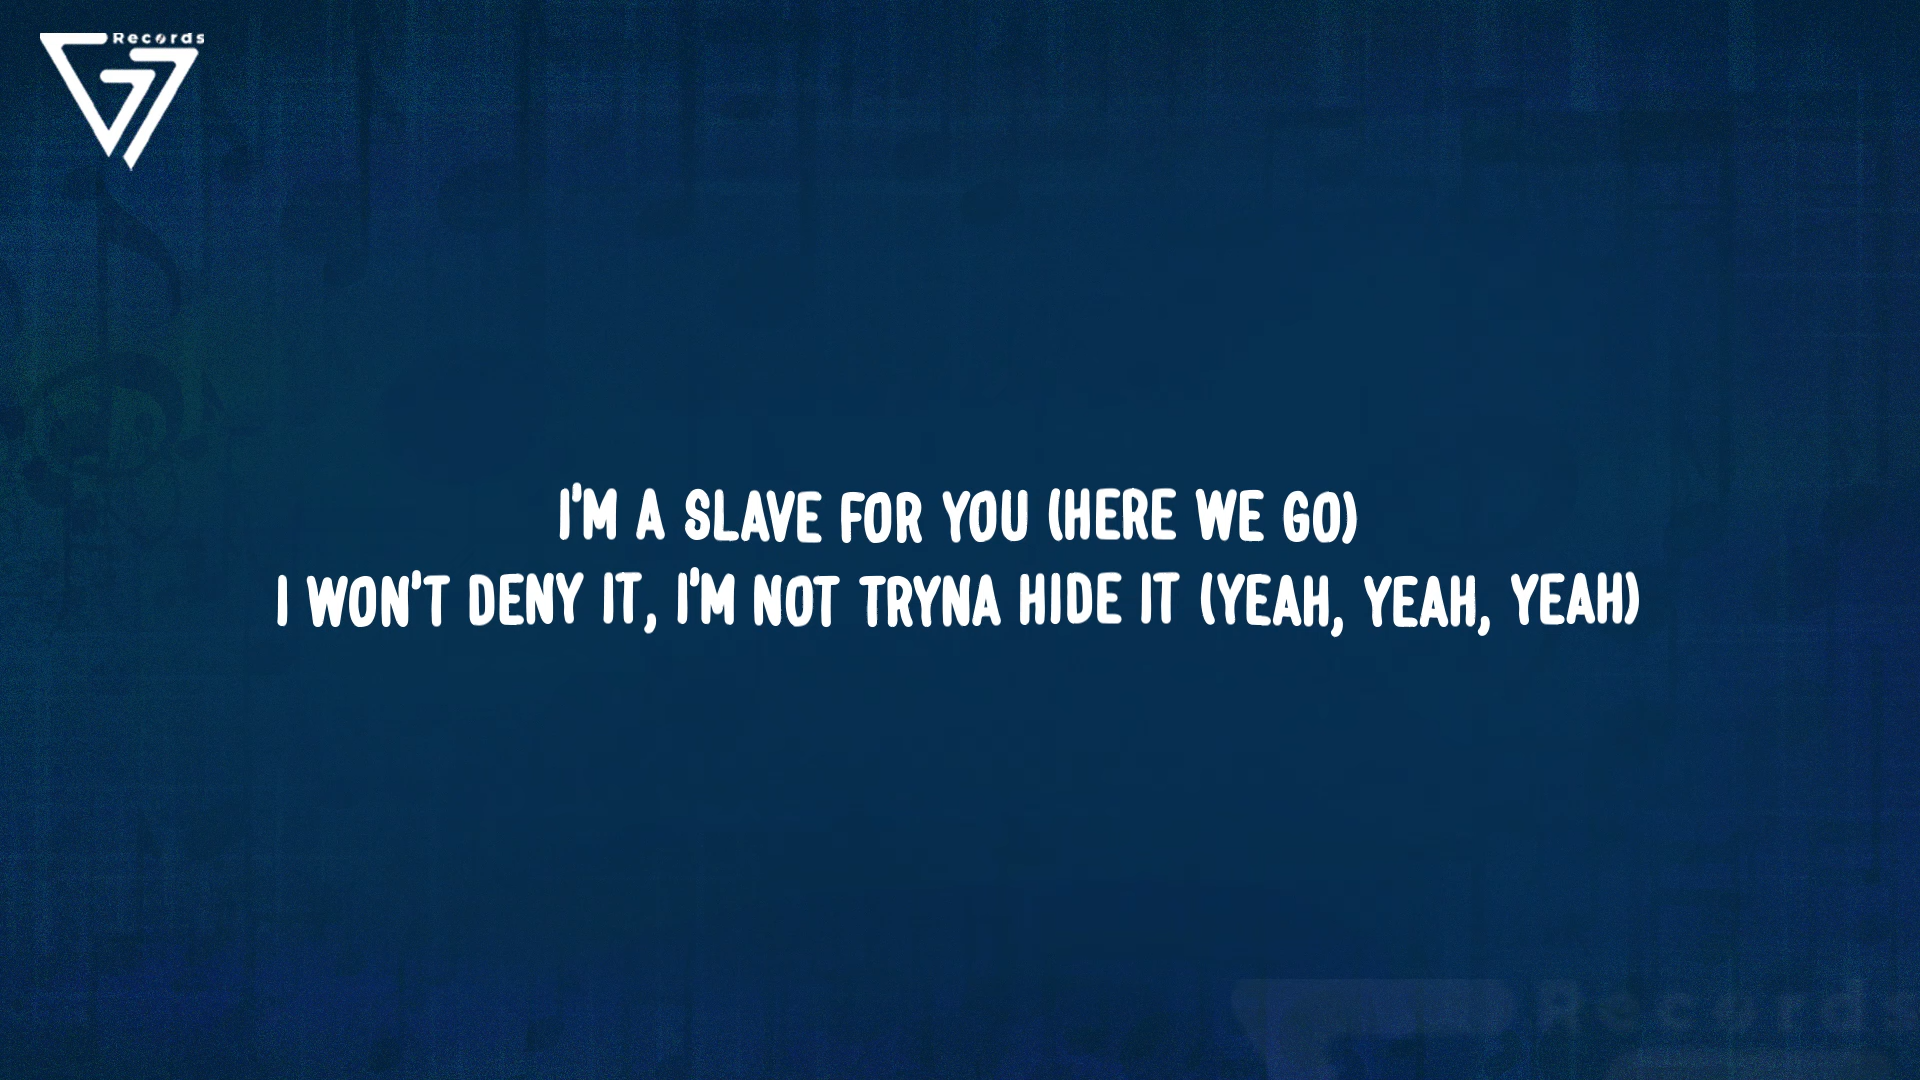 Records
I'M A SLAVE FOR YOU (HERE WE GO)
I WON'T DENY IT, I'M NOT TRYNA HIDE IT (YEAH, YEAH, YEAH)
Records